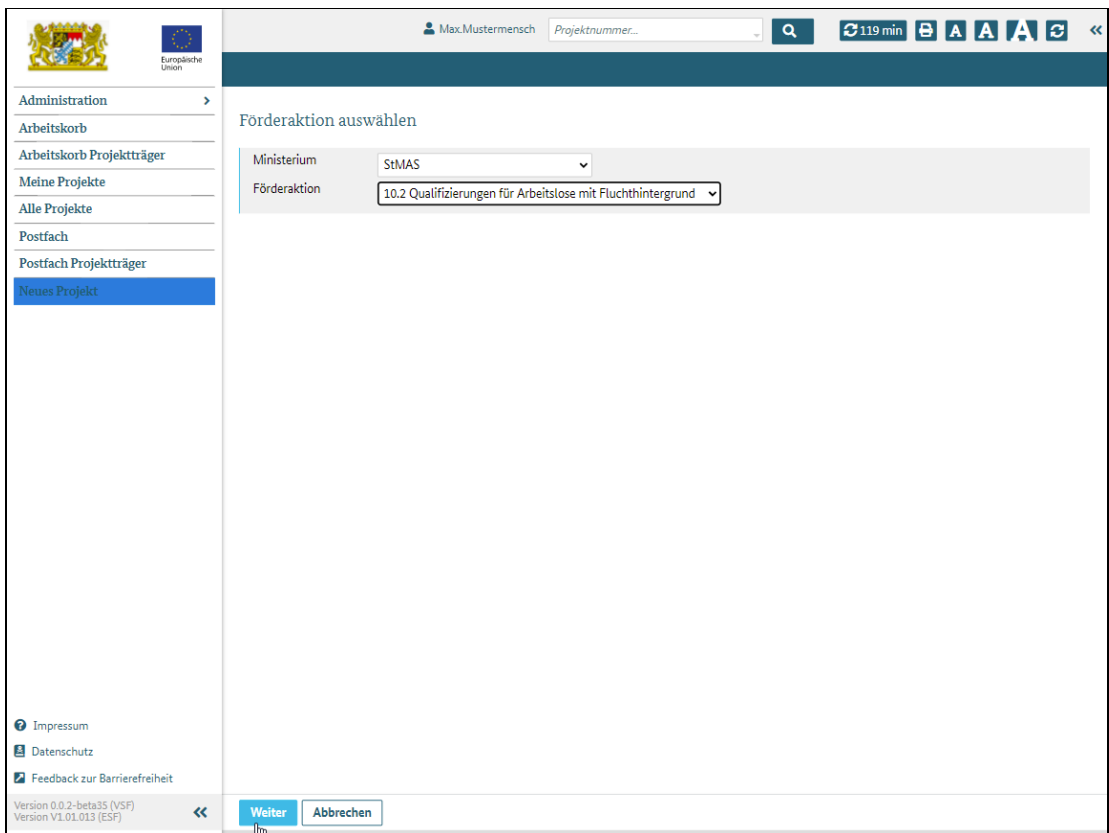 Europäische
Union
Max.Mustermensch
Projektnummer...
119 min
A A A
Administration
Arbeitskorb
Arbeitskorb Projektträger
Meine Projekte
Alle Projekte
Postfach
Postfach Projektträger
Neues Projekt
Förderaktion auswählen
Ministerium StMAS
Förderaktion 10.2 Qualifizierungen für Arbeitslose mit Fluchthintergrund
Impressum
Datenschutz
Feedback zur Barrierefreiheit
Version 0.0.2-beta35 (VSF)
Version V1.01.013 (ESF)
Weiter Abbrechen